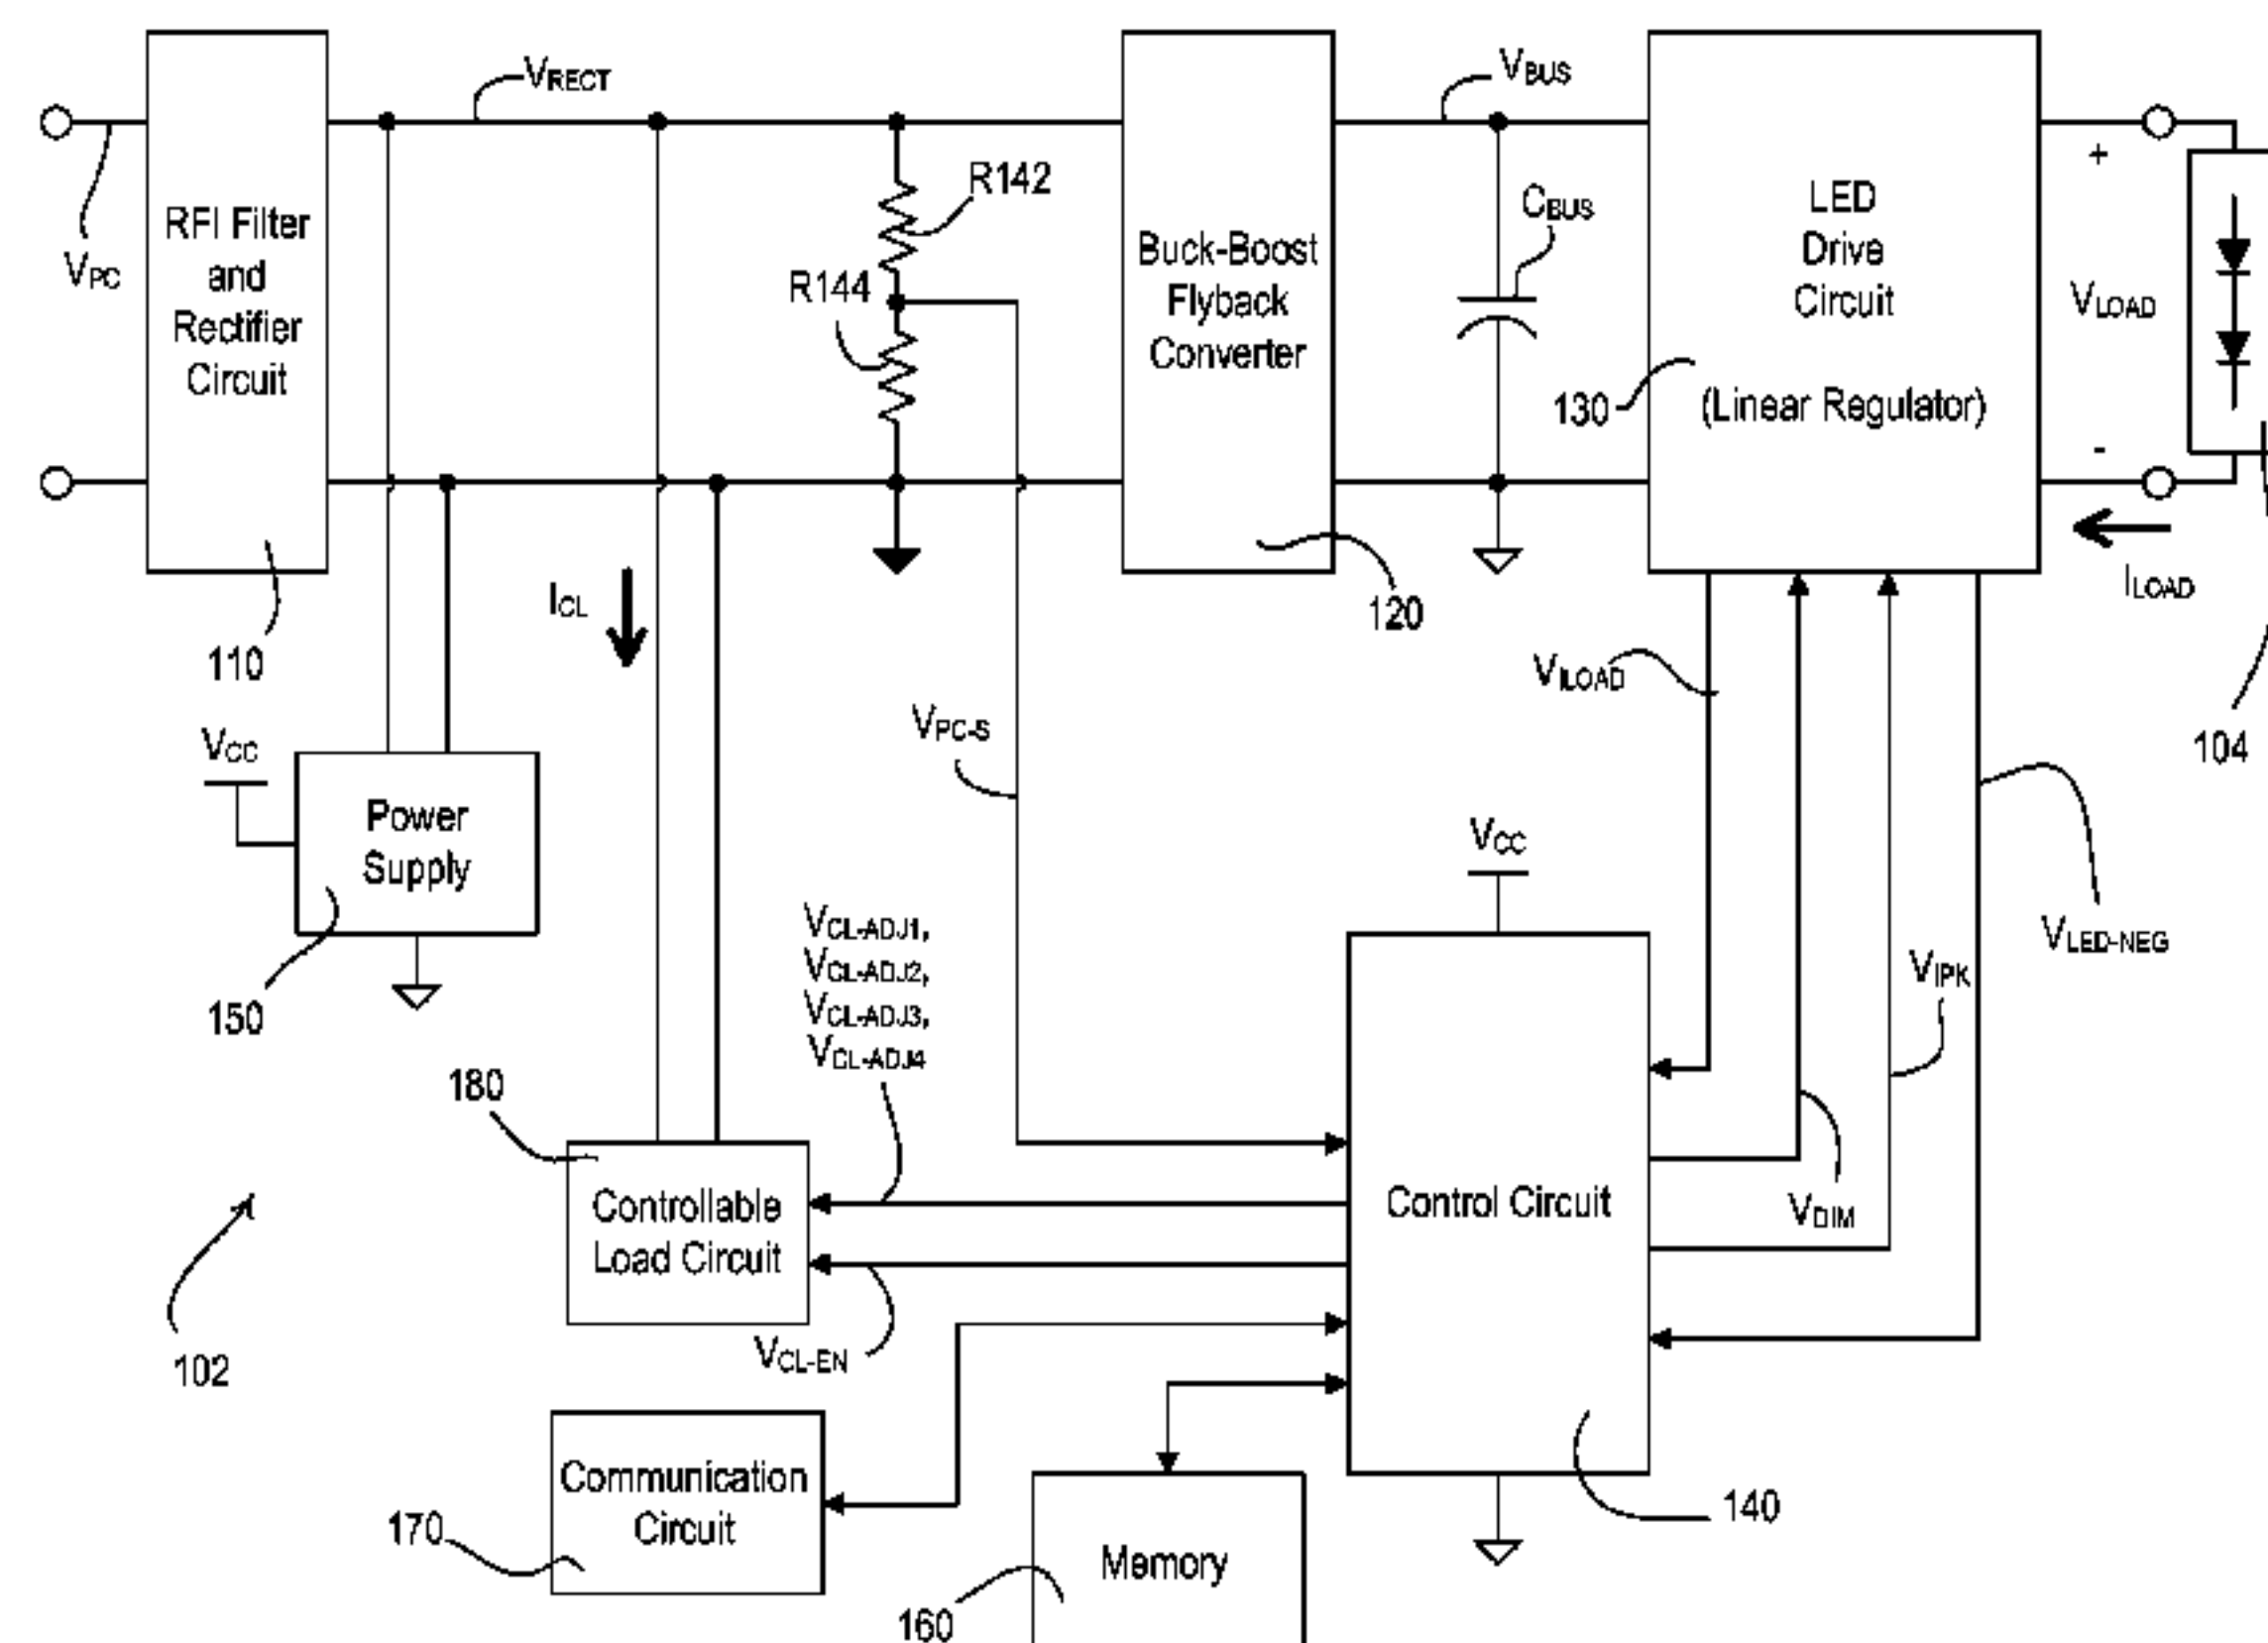 VRECT
VBUS
R142
CBUS
LED
Drive
Circuit
(Linear Regulator)
+
-
RFI Filter
and
Rectifier
Circuit
VPC
R144
Buck-Boost
Flyback
Converter
VLOAD
130
ICL
120
ILOAD
110
VILOAD
VPC-S
104
VCC
Power
Supply
VCC
VCL-ADJ1,
VCL-ADJ2,
VCL-ADJ3,
VCL-ADJ4
VLED-NEG
VIPK
150
180
Controllable
Load Circuit
Control Circuit
VDIM
VCL-EN
102
Communication
Circuit
170
140
Memory
160